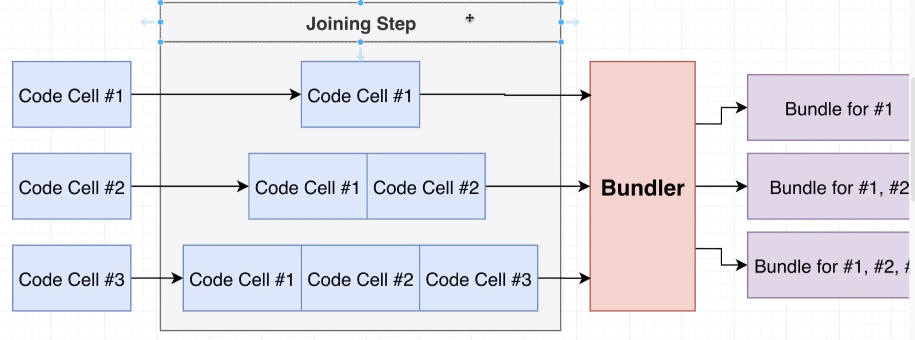 Joining Step
Code Cell #1
Code Cell #1
Code Cell #2
Code Cell #1
Code Cell #2
Code Cell #3
Code Cell #1
Code Cell #2
Code Cell #3
Bundler
Bundle for #1
Bundle for #1, #2
Bundle for #1, #2, #